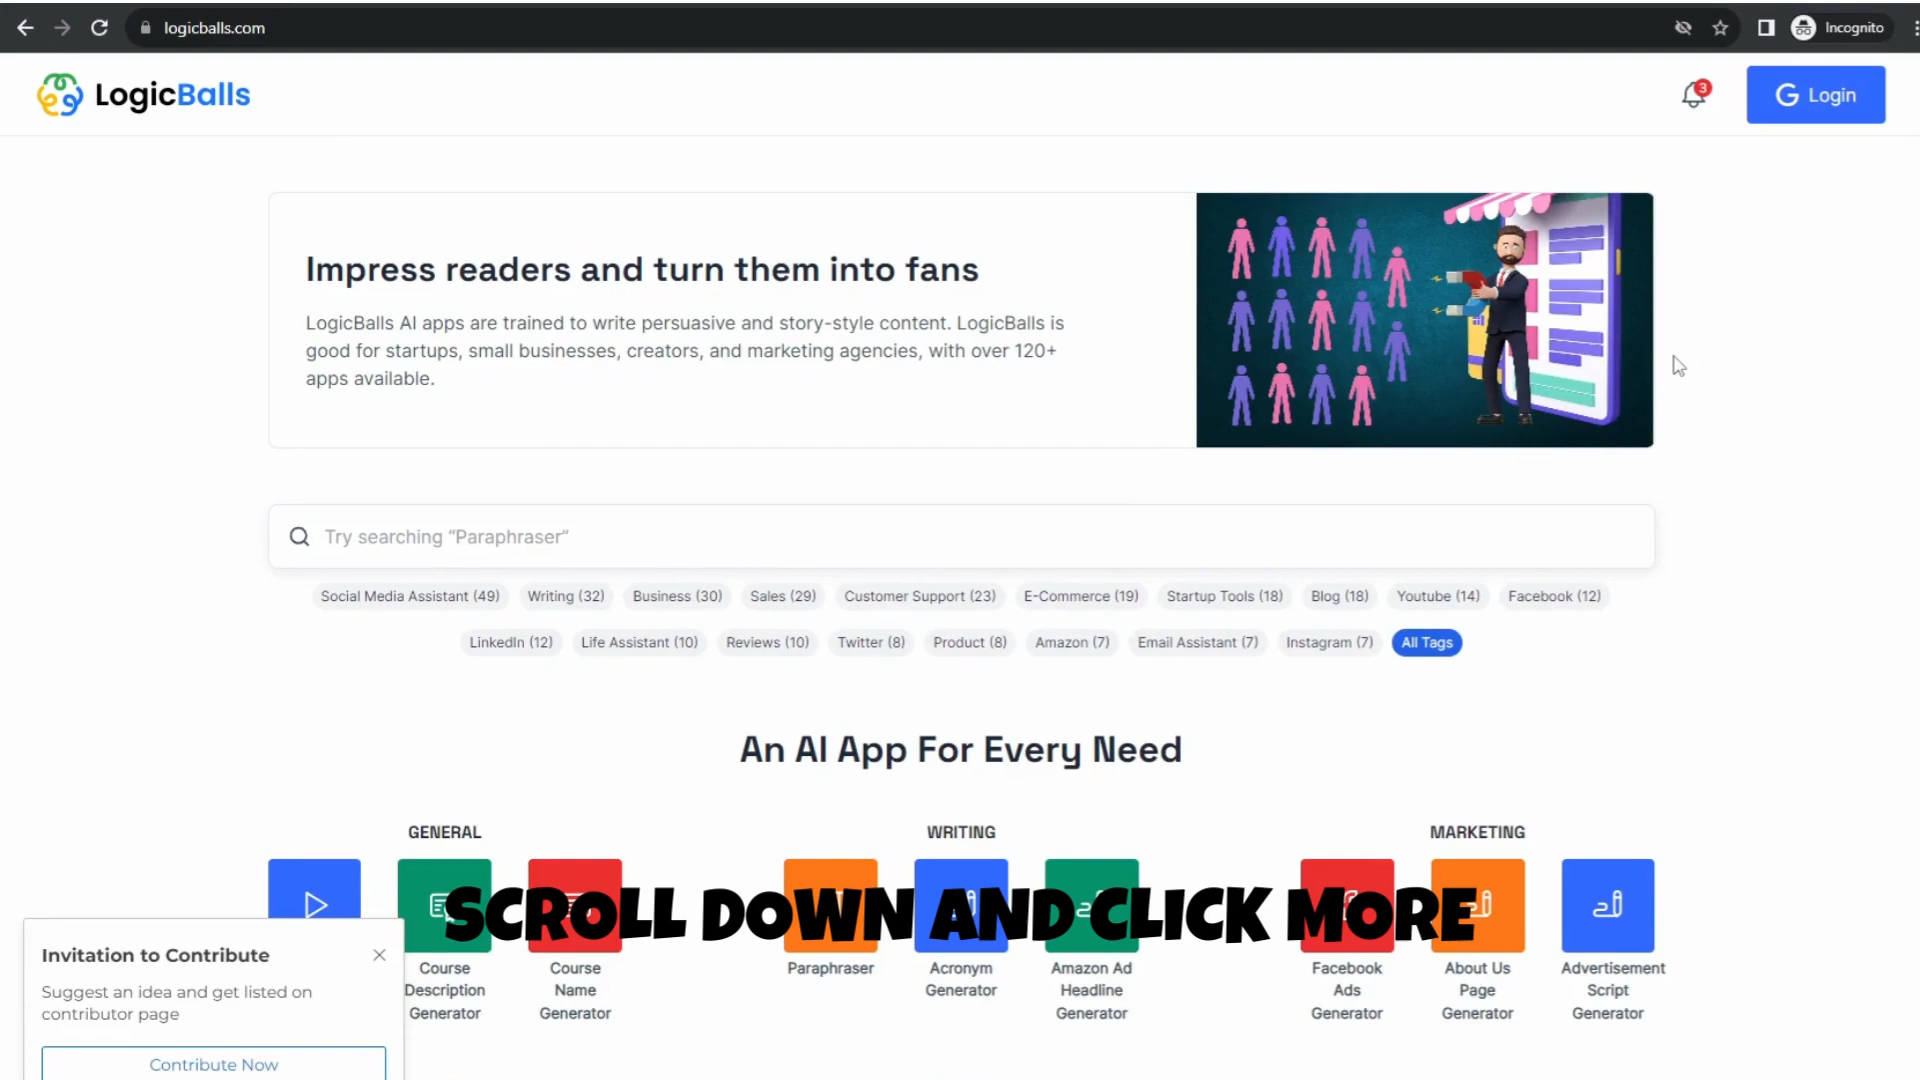 logicballs.com
Incognito
LogicBalls
3
Login
Impress readers and turn them into fans
LogicBalls AI apps are trained to write persuasive and story-style content. LogicBalls is
good for startups, small businesses, creators, and marketing agencies, with over 120+
apps available.
Try searching “Paraphraser”
Social Media Assistant (49) Writing (32) Business (30) Sales (29) Customer Support (23) E-Commerce (19) Startup Tools (18) Blog (18) Youtube (14) Facebook (12)
LinkedIn (12) Life Assistant (10) Reviews (10) Twitter (8) Product (8) Amazon (7) Email Assistant (7) Instagram (7) All Tags
An AI App For Every Need
GENERAL WRITING MARKETING
SCROLL DOWN AND CLICK MORE
Course
Description
Generator
Course
Name
Generator
Paraphraser
Acronym
Generator
Amazon Ad
Headline
Generator
Facebook
Ads
Generator
About Us
Page
Generator
Advertisement
Script
Generator
Invitation to Contribute
Suggest an idea and get listed on
contributor page
Contribute Now